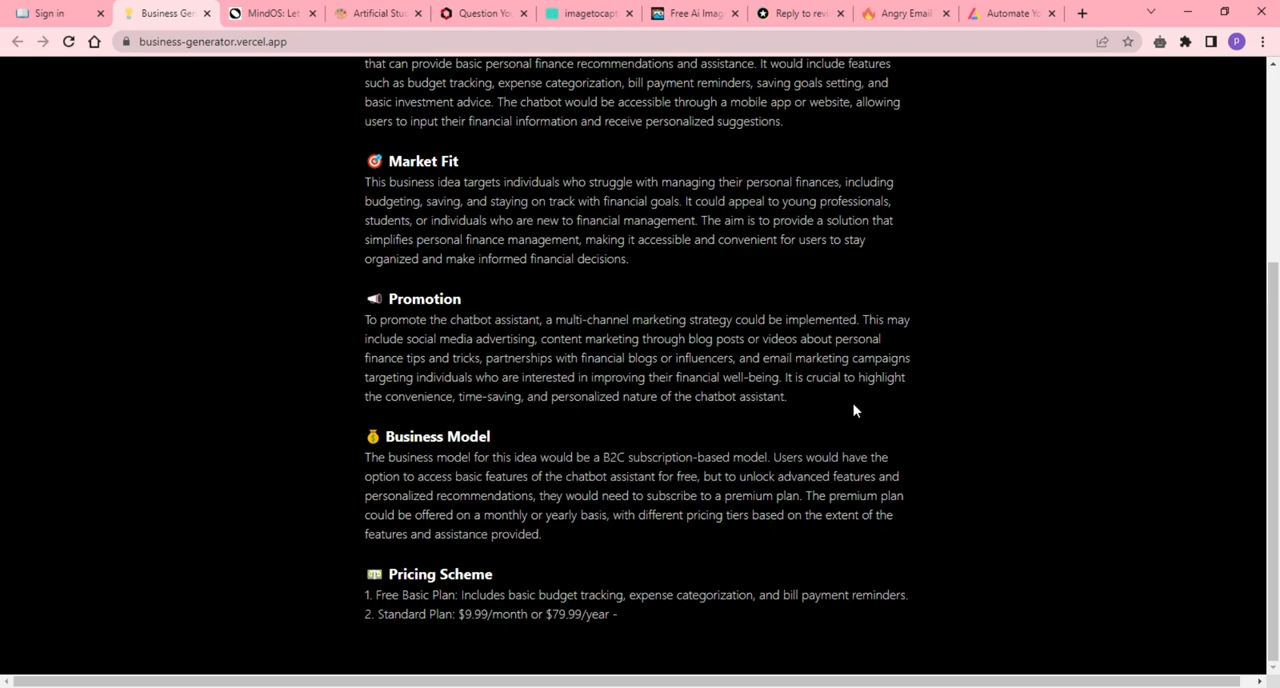 Sign in
Business Gen
MindOS: Let
Artificial Stud
Question You
imagetocapt
Free Ai Imag
Reply to revi
Angry Email
Automate Yo
business-generator.vercel.app
P
that can provide basic personal finance recommendations and assistance. It would include features
such as budget tracking, expense categorization, bill payment reminders, saving goals setting, and
basic investment advice. The chatbot would be accessible through a mobile app or website, allowing
users to input their financial information and receive personalized suggestions.
🎯 Market Fit
This business idea targets individuals who struggle with managing their personal finances, including
budgeting, saving, and staying on track with financial goals. It could appeal to young professionals,
students, or individuals who are new to financial management. The aim is to provide a solution that
simplifies personal finance management, making it accessible and convenient for users to stay
organized and make informed financial decisions.
📢 Promotion
To promote the chatbot assistant, a multi-channel marketing strategy could be implemented. This may
include social media advertising, content marketing through blog posts or videos about personal
finance tips and tricks, partnerships with financial blogs or influencers, and email marketing campaigns
targeting individuals who are interested in improving their financial well-being. It is crucial to highlight
the convenience, time-saving, and personalized nature of the chatbot assistant.
💰 Business Model
The business model for this idea would be a B2C subscription-based model. Users would have the
option to access basic features of the chatbot assistant for free, but to unlock advanced features and
personalized recommendations, they would need to subscribe to a premium plan. The premium plan
could be offered on a monthly or yearly basis, with different pricing tiers based on the extent of the
features and assistance provided.
💵 Pricing Scheme
1. Free Basic Plan: Includes basic budget tracking, expense categorization, and bill payment reminders.
2. Standard Plan: $9.99/month or $79.99/year -